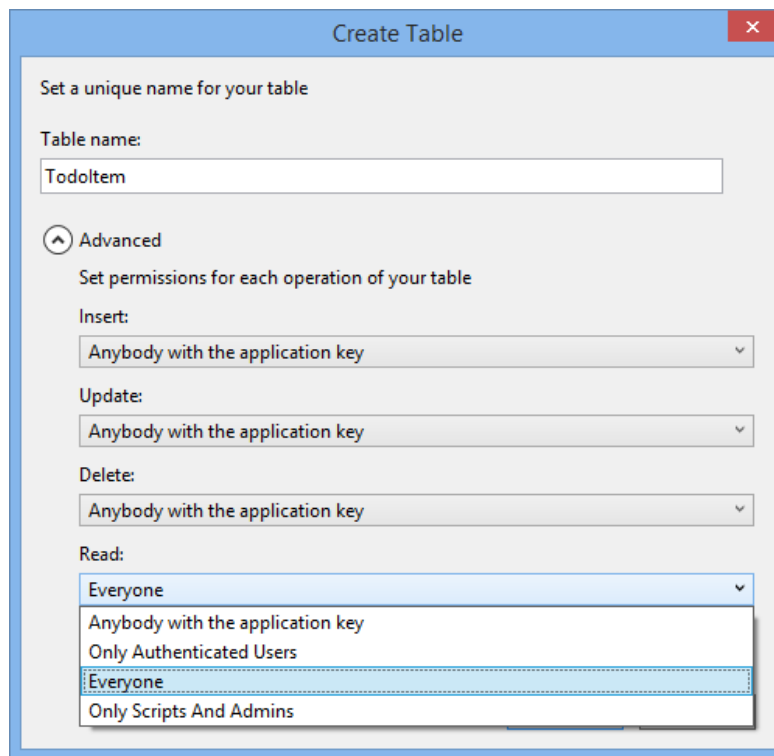 Create Table
Set a unique name for your table
Table name:
TodoItem
Advanced
Set permissions for each operation of your table
Insert:
Anybody with the application key
Update:
Anybody with the application key
Delete:
Anybody with the application key
Read:
Everyone
Anybody with the application key
Only Authenticated Users
Everyone
Only Scripts And Admins